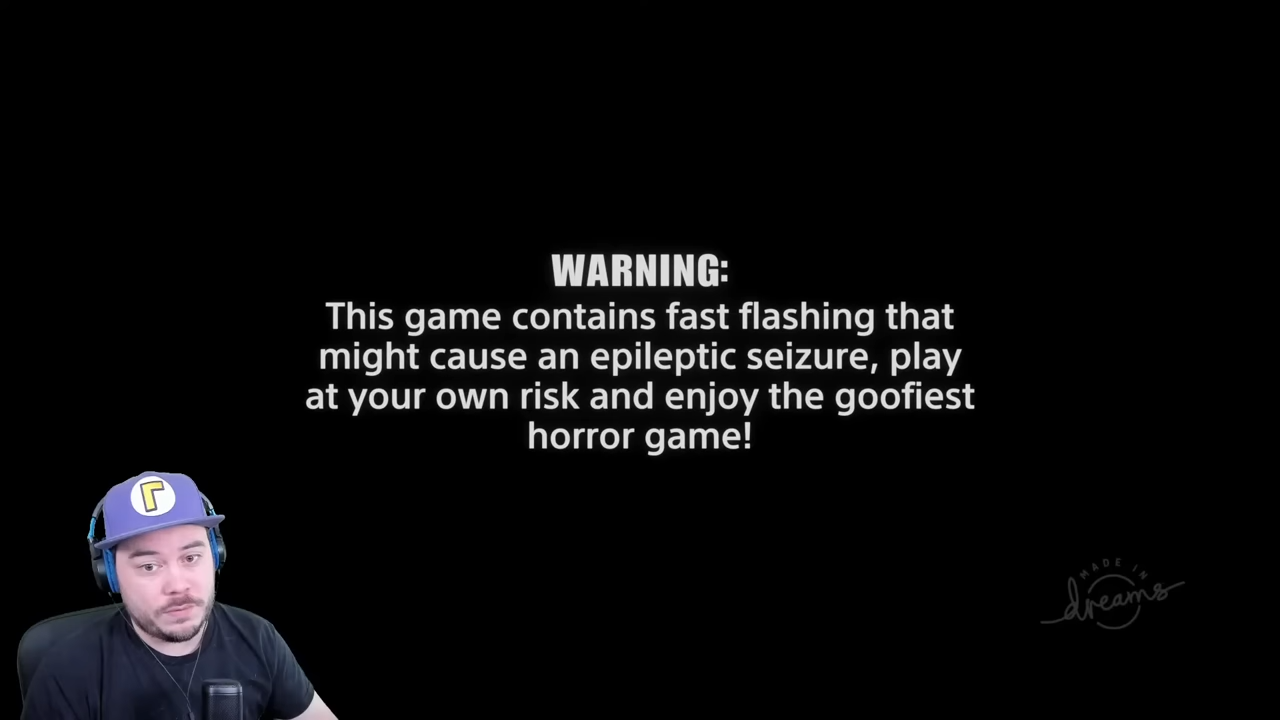 WARNING:
This game contains fast flashing that
might cause an epileptic seizure, play
at your own risk and enjoy the goofiest
horror game!
MADE IN
dreams